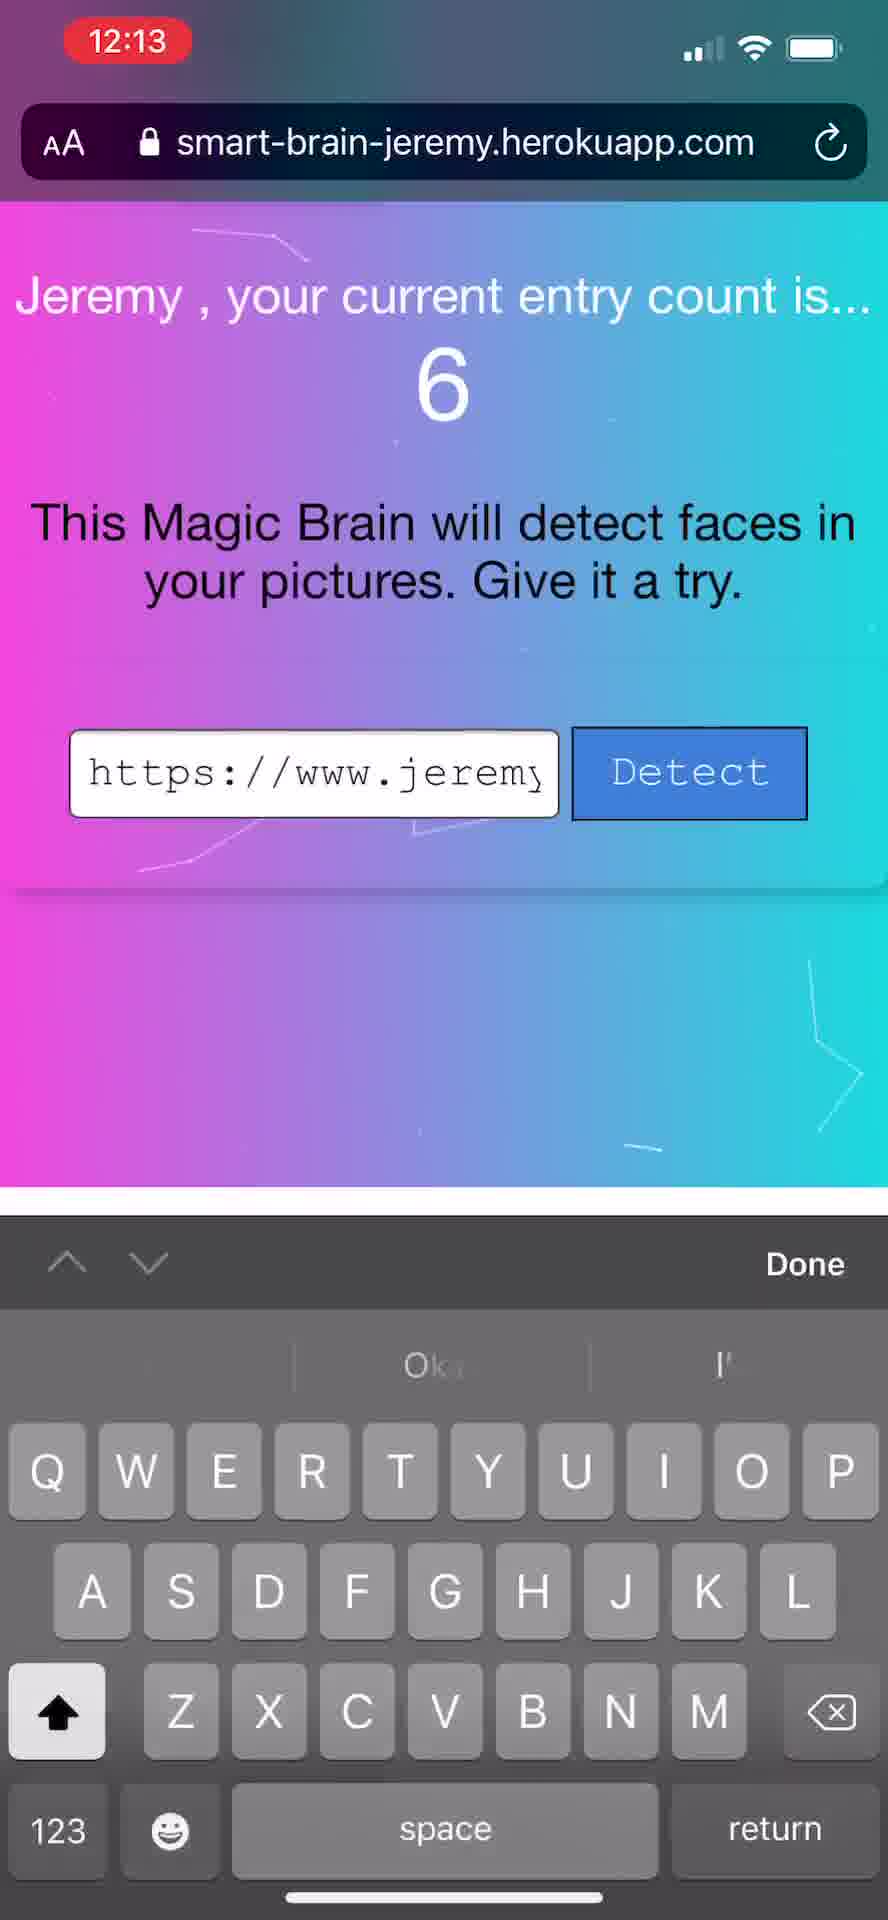 12:13
AA smart-brain-jeremy.herokuapp.com
Jeremy , your current entry count is...
6
This Magic Brain will detect faces in
your pictures. Give it a try.
https://www.jeremy Detect
Done
Q W E R T Y U I O P
A S D F G H J K L
Z X C V B N M
123 space return